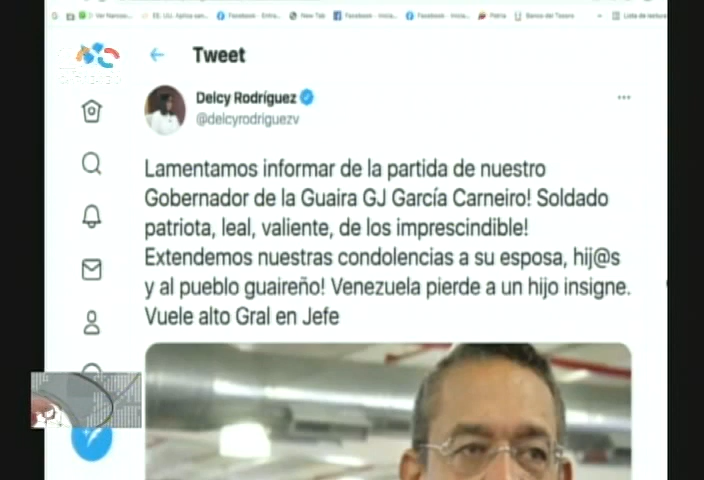 Tweet
Delcy Rodríguez
@delcyrodriguezv
Lamentamos informar de la partida de nuestro
Gobernador de la Guaira GJ García Carneiro! Soldado
patriota, leal, valiente, de los imprescindible!
Extendemos nuestras condolencias a su esposa, hij@s
y al pueblo guaireño! Venezuela pierde a un hijo insigne.
Vuele alto Gral en Jefe